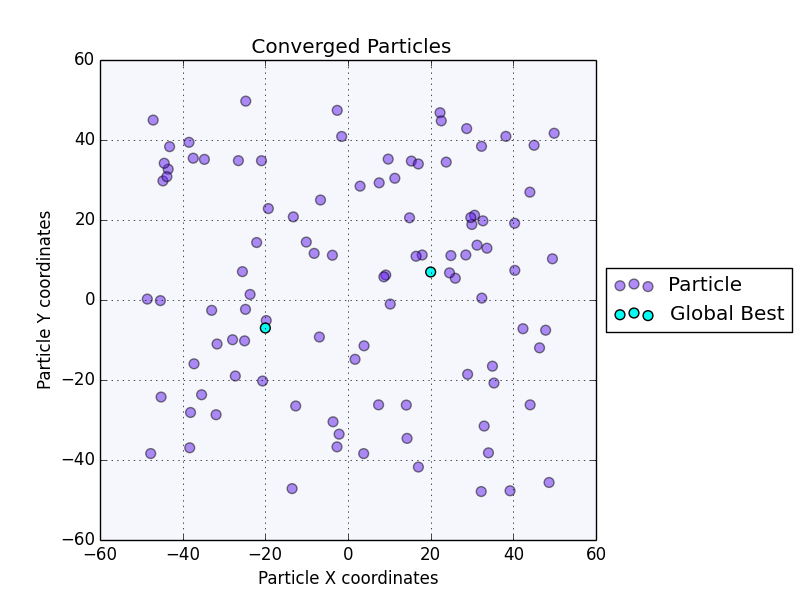 Converged Particles
60
40
20
0
−20
−40
−60
−60
−40
−20
0
20
40
60
Particle Y coordinates
Particle X coordinates
Particle
Global Best